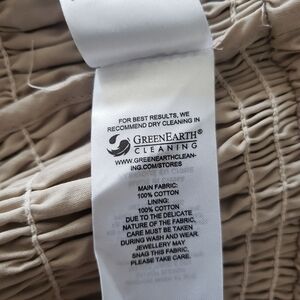 FOR BEST RESULTS, WE
RECOMMEND DRY CLEANING IN
GREENEARTH®
CLEANING
WWW.GREENEARTHCLEAN-
ING.COM/STORES
MAIN FABRIC:
100% COTTON
LINING:
100% COTTON
DUE TO THE DELICATE
NATURE OF THE FABRIC,
CARE MUST BE TAKEN
DURING WASH AND WEAR.
JEWELLERY MAY
SNAG THIS FABRIC,
PLEASE TAKE CARE.